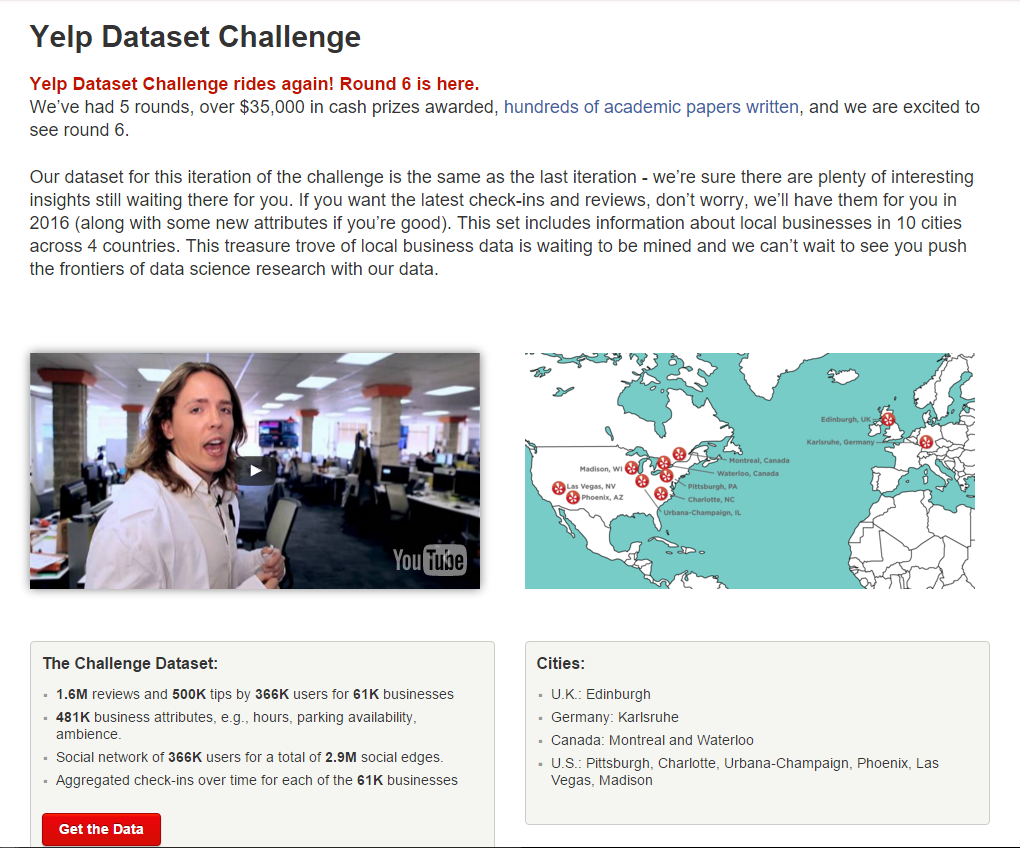 Yelp Dataset Challenge
Yelp Dataset Challenge rides again! Round 6 is here.
We’ve had 5 rounds, over $35,000 in cash prizes awarded, hundreds of academic papers written, and we are excited to
see round 6.
Our dataset for this iteration of the challenge is the same as the last iteration - we’re sure there are plenty of interesting
insights still waiting there for you. If you want the latest check-ins and reviews, don’t worry, we’ll have them for you in
2016 (along with some new attributes if you’re good). This set includes information about local businesses in 10 cities
across 4 countries. This treasure trove of local business data is waiting to be mined and we can’t wait to see you push
the frontiers of data science research with our data.
YouTube
Edinburgh, UK
Karlsruhe, Germany
Montreal, Canada
Madison, WI
Waterloo, Canada
Las Vegas, NV
Pittsburgh, PA
Phoenix, AZ
Charlotte, NC
Urbana-Champaign, IL
The Challenge Dataset:
1.6M reviews and 500K tips by 366K users for 61K businesses
481K business attributes, e.g., hours, parking availability,
ambience.
Social network of 366K users for a total of 2.9M social edges.
Aggregated check-ins over time for each of the 61K businesses
Get the Data
Cities:
U.K.: Edinburgh
Germany: Karlsruhe
Canada: Montreal and Waterloo
U.S.: Pittsburgh, Charlotte, Urbana-Champaign, Phoenix, Las
Vegas, Madison